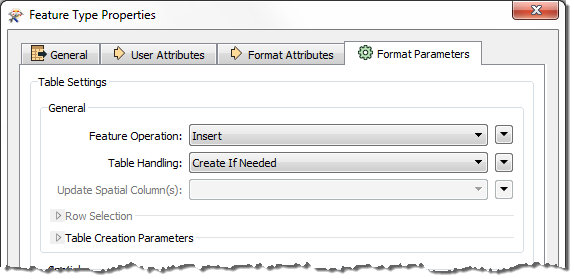 Feature Type Properties
General User Attributes Format Attributes Format Parameters
Table Settings
General
Feature Operation: Insert
Table Handling: Create If Needed
Update Spatial Column(s):
Row Selection
Table Creation Parameters